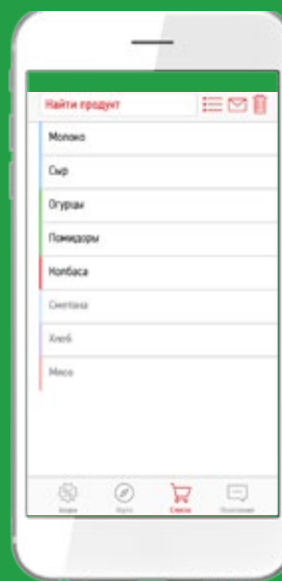 Найти продукт
Молоко
Сыр
Огурцы
Помидоры
Колбаса
Сметана
Хлеб
Мясо
Список